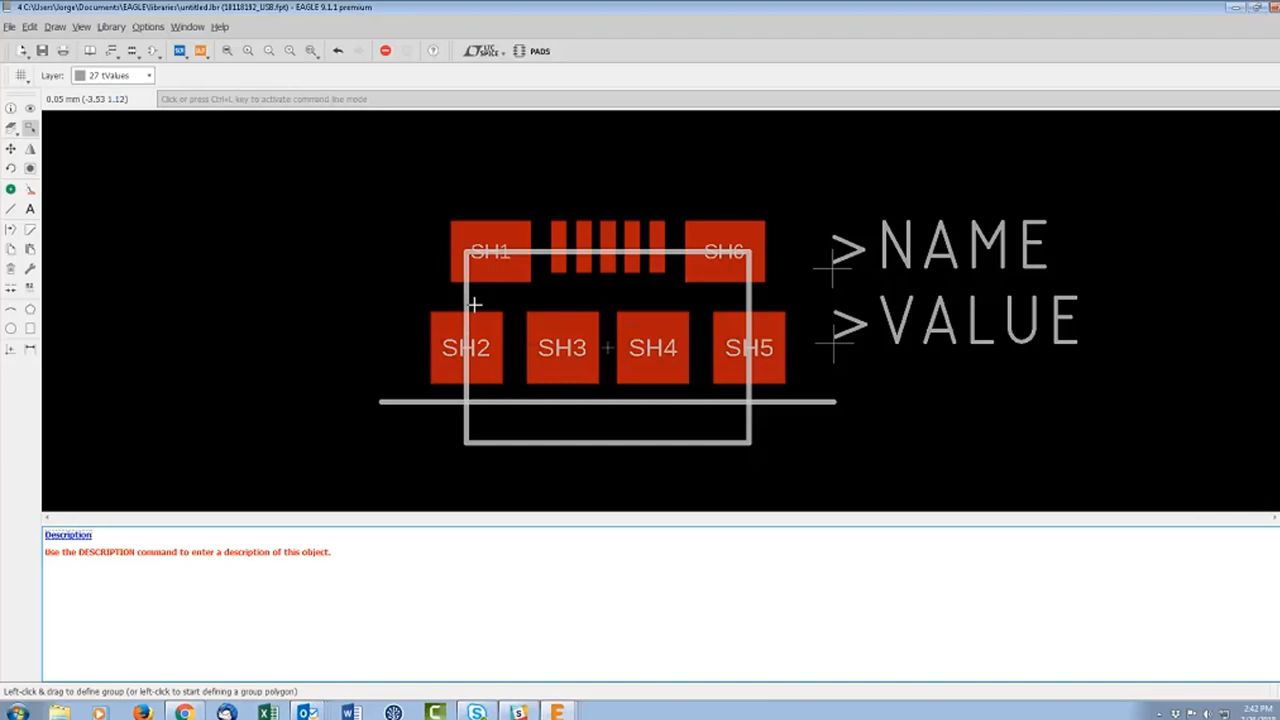 4 C:\Users\Jorge\Documents\EAGLE\libraries\untitled.lbr (10118192_USB.fpt) - EAGLE 9.1.1 premium
File Edit Draw View Library Options Window Help
PADS
Layer: 27 tValues
0.05 mm (-3.53 1.12) Click or press Ctrl+L key to activate command line mode
SH1 SH6 >NAME
SH2 SH3 SH4 SH5 >VALUE
Description
Use the DESCRIPTION command to enter a description of this object.
Left-click & drag to define group (or left-click to start defining a group polygon)
2:42 PM